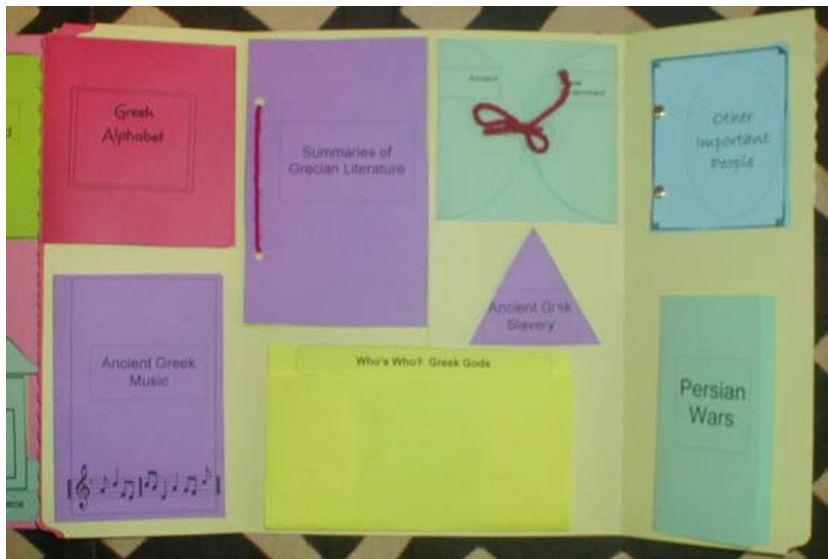 Greek
Alphabet
Summaries of
Grecian Literature
Ancient
Other
Important
People
Ancient Grek
Slavery
Ancient Greek
Music
Who's Who? Greek Gods
Persian
Wars